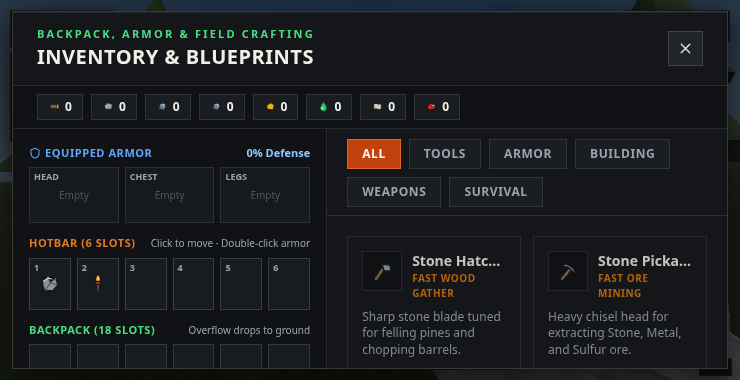 BACKPACK, ARMOR & FIELD CRAFTING
INVENTORY & BLUEPRINTS
0 0 0 0 0 0 0 0
EQUIPPED ARMOR 0% Defense
HEAD CHEST LEGS
Empty Empty Empty
HOTBAR (6 SLOTS) Click to move · Double-click armor
1 2 3 4 5 6
BACKPACK (18 SLOTS) Overflow drops to ground
ALL TOOLS ARMOR BUILDING
WEAPONS SURVIVAL
Stone Hatc...
FAST WOOD
GATHER
Sharp stone blade tuned
for felling pines and
chopping barrels.
Stone Picka...
FAST ORE
MINING
Heavy chisel head for
extracting Stone, Metal,
and Sulfur ore.